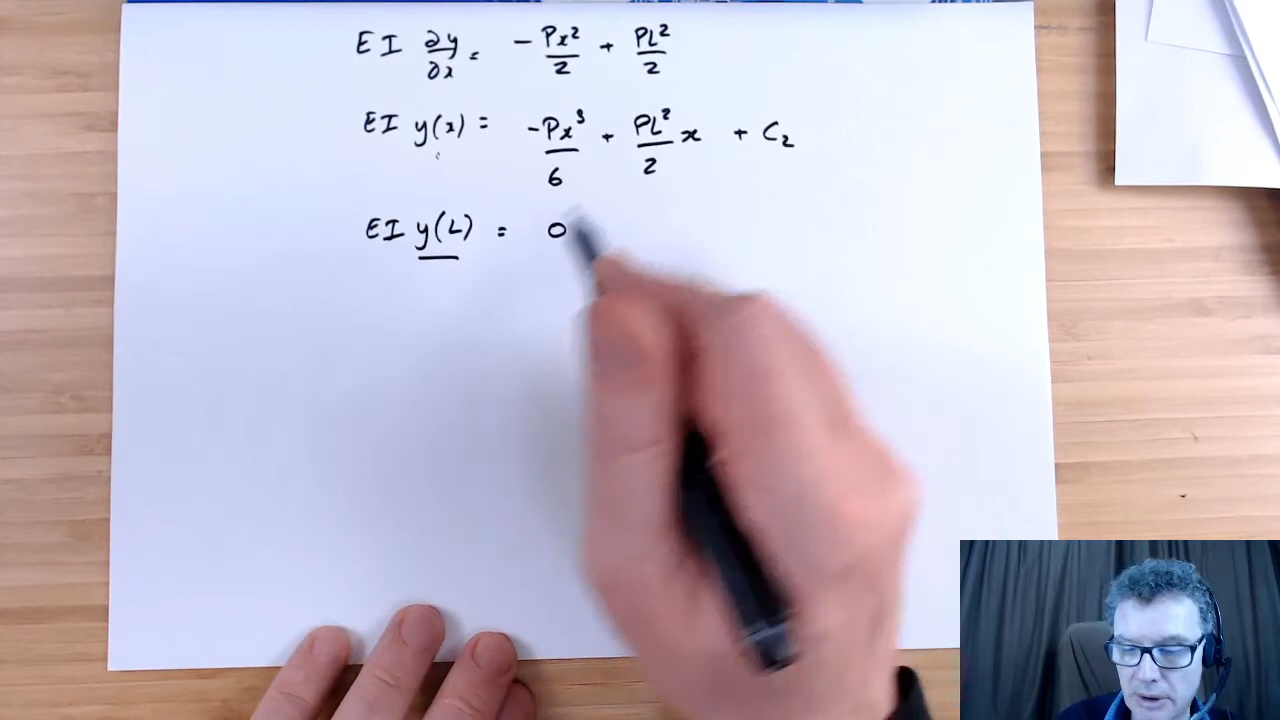 EI ∂y/∂x = -Px²/2 + PL²/2
EI y(x) = -Px³/6 + PL²/2 x + C₂
EI y(L) = 0